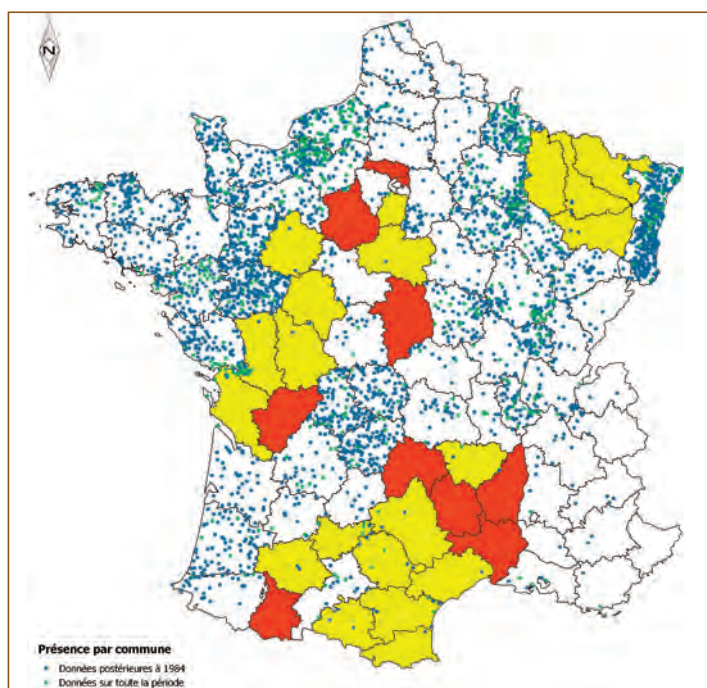 N
Présence par commune
Données postérieures à 1984
Données sur toute la période